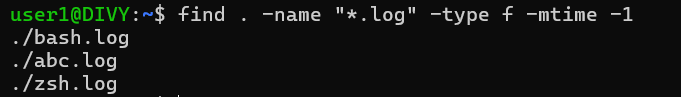 user1@DIVY:~$ find . -name "*.log" -type f -mtime -1
./bash.log
./abc.log
./zsh.log